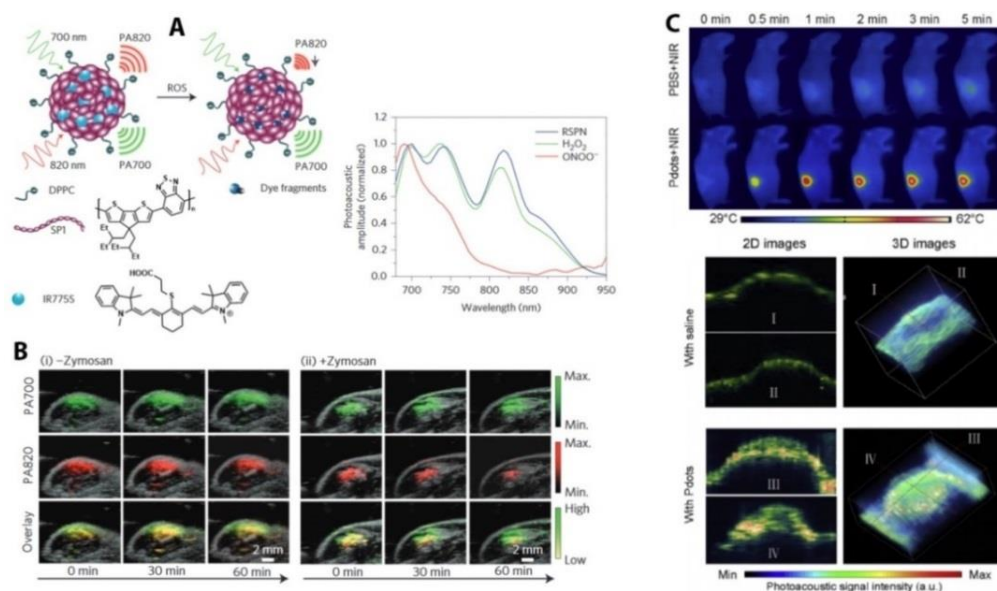 A
700 nm
PA820
PA820
ROS
820 nm
PA700
PA700
DPPC
Dye fragments
SP1
S
N
N
S
S
n
Et
Et
Et
Et
IR775S
HOOC
S
N
N
⊕
Photoacoustic
amplitude (normalized)
1.0
0.8
0.6
0.4
0.2
0.0
RSPN
H₂O₂
ONOO⁻
700 750 800 850 900 950
Wavelength (nm)
B
(i) −Zymosan
(ii) +Zymosan
PA700
PA820
Overlay
Max.
Min.
Max.
Min.
High
Low
2 mm
2 mm
0 min 30 min 60 min
0 min 30 min 60 min
C
0 min 0.5 min 1 min 2 min 3 min 5 min
PBS+NIR
Pdots+NIR
29°C 62°C
2D images 3D images
With saline
I
II
I
II
With Pdots
III
IV
III
IV
Min Max
Photoacoustic signal intensity (a.u.)